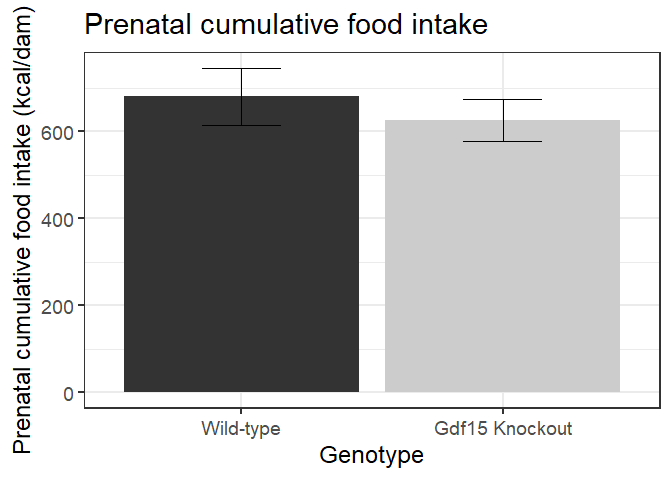 Prenatal cumulative food intake
Prenatal cumulative food intake (kcal/dam)
600
400
200
0
Wild-type
Gdf15 Knockout
Genotype